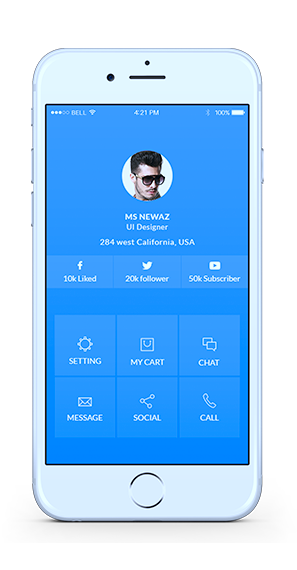 BELL 4:21 PM 100%
MS NEWAZ
UI Designer
284 west California, USA
10k Liked 20k follower 50k Subscriber
SETTING MY CART CHAT
MESSAGE SOCIAL CALL